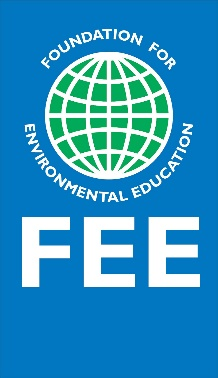 FOUNDATION FOR
ENVIRONMENTAL EDUCATION
FEE